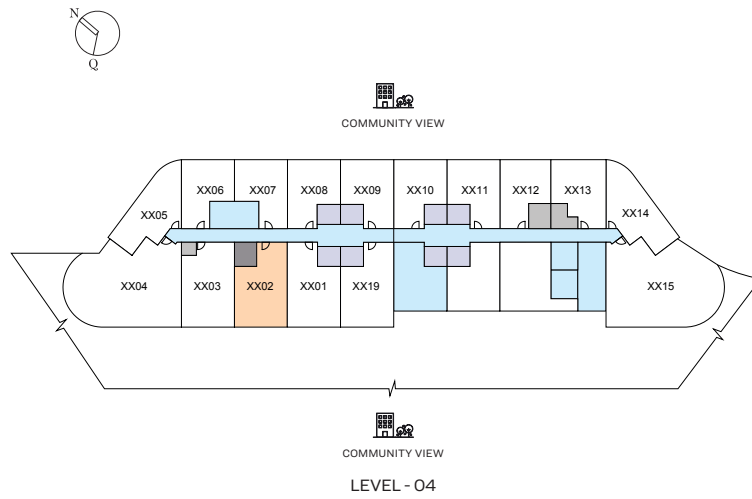 N
Q
COMMUNITY VIEW
XX06 XX07 XX08 XX09 XX10 XX11 XX12 XX13
XX05 XX14
XX04 XX03 XX02 XX01 XX19 XX15
COMMUNITY VIEW
LEVEL - 04